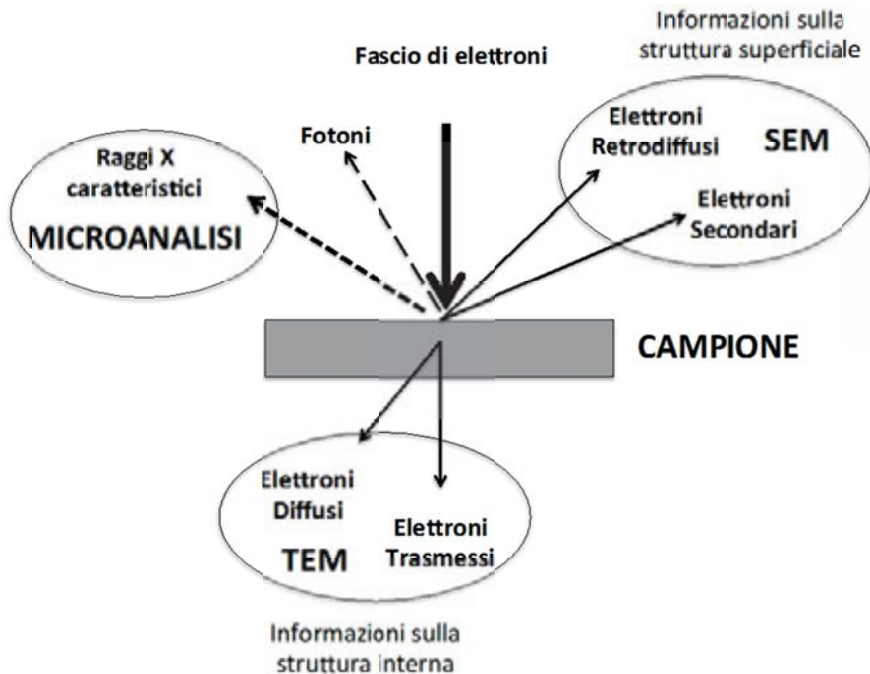 Informazioni sulla
struttura superficiale
Fascio di elettroni
Elettroni
Retrodiffusi
SEM
Elettroni
Secondari
Fotoni
Raggi X
caratteristici
MICROANALISI
CAMPIONE
Elettroni
Diffusi
TEM
Elettroni
Trasmessi
Informazioni sulla
struttura interna